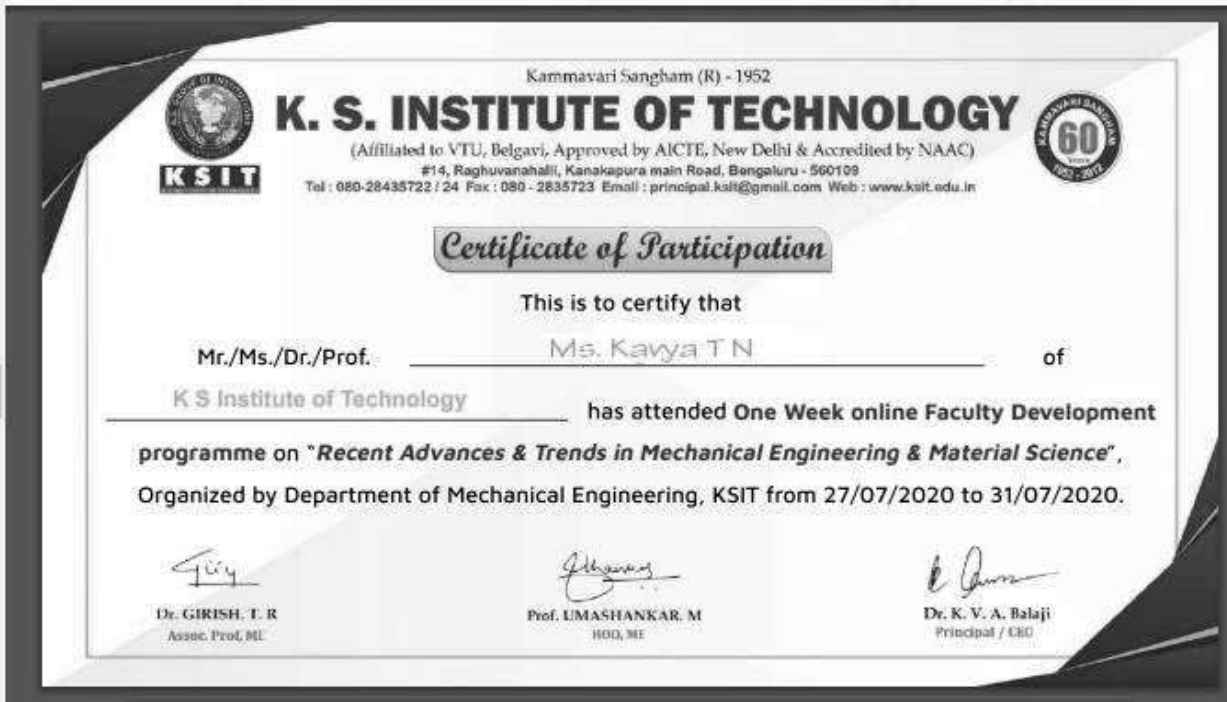 Kammavari Sangham (R) - 1952
K. S. INSTITUTE OF TECHNOLOGY
(Affiliated to VTU, Belgavi, Approved by AICTE, New Delhi & Accredited by NAAC)
#14, Raghuvanahalli, Kanakapura main Road, Bengaluru - 560109
Tel : 080-28435722 / 24 Fax : 080 - 2835723 Email : principal.ksit@gmail.com Web : www.ksit.edu.in
KSIT
KAMMAVARI SANGHAM
60
Years
1952 - 2012
Certificate of Participation
This is to certify that
Mr./Ms./Dr./Prof. Ms. Kavya T N of
K S Institute of Technology has attended One Week online Faculty Development
programme on "Recent Advances & Trends in Mechanical Engineering & Material Science",
Organized by Department of Mechanical Engineering, KSIT from 27/07/2020 to 31/07/2020.
Dr. GIRISH. T. R Prof. UMASHANKAR. M Dr. K. V. A. Balaji
Assoc. Prof, ME HOD, ME Principal / CEO